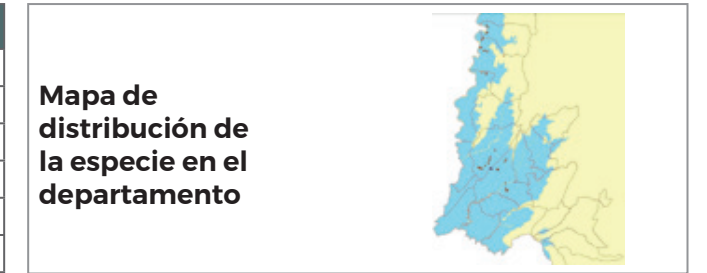 Mapa de
distribución de
la especie en el
departamento